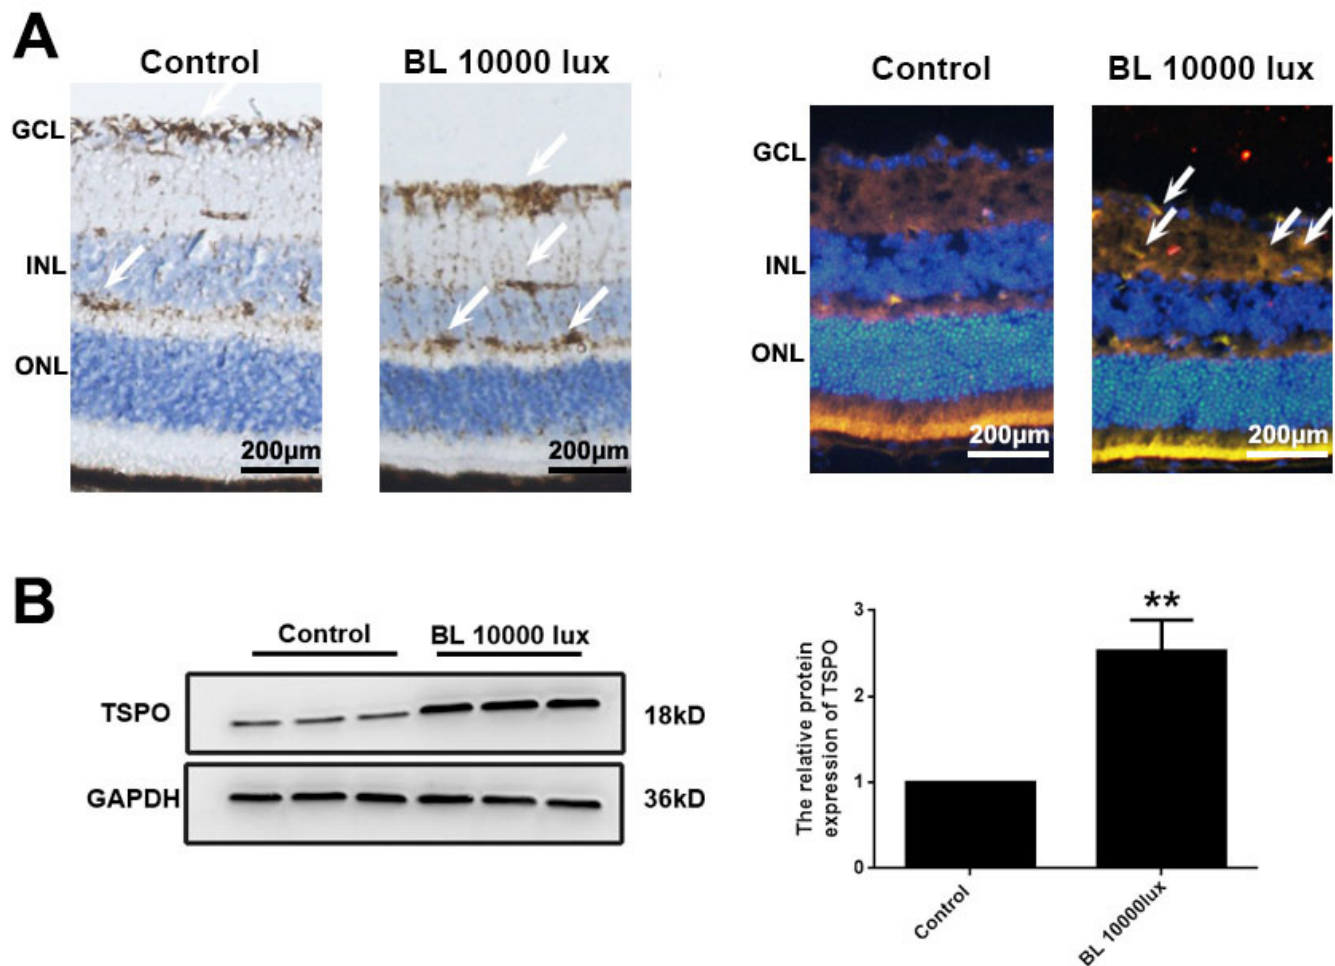 A
Control
BL 10000 lux
GCL
INL
ONL
200μm
200μm
Control
BL 10000 lux
GCL
INL
ONL
200μm
200μm
B
Control
BL 10000 lux
TSPO
18kD
GAPDH
36kD
The relative protein
expression of TSPO
3
2
1
0
**
Control
BL 10000lux